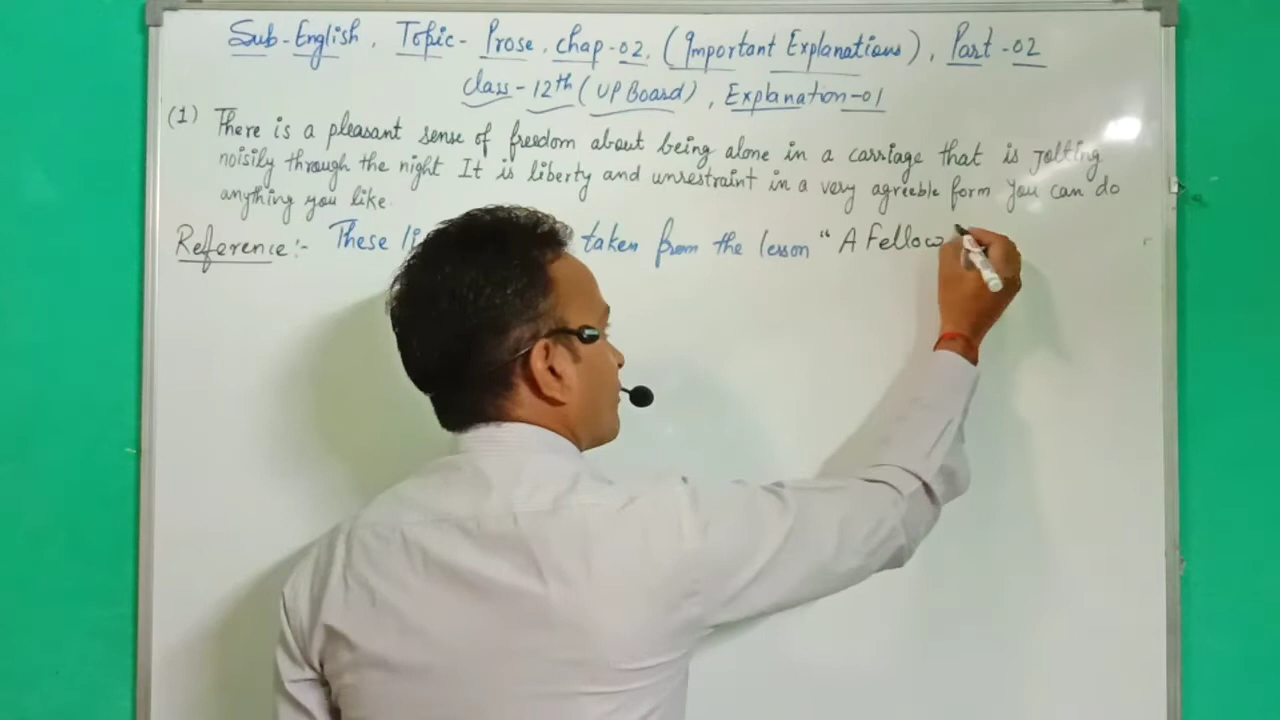 Sub-English, Topic- Prose, chap-02, (Important Explanations), Part-02
class-12th (UP Board), Explanation-01
(1) There is a pleasant sense of freedom about being alone in a carriage that is jolting
noisily through the night It is liberty and unrestraint in a very agreeable form You can do
anything you like.
Reference:- These taken from the lesson "A Fellow